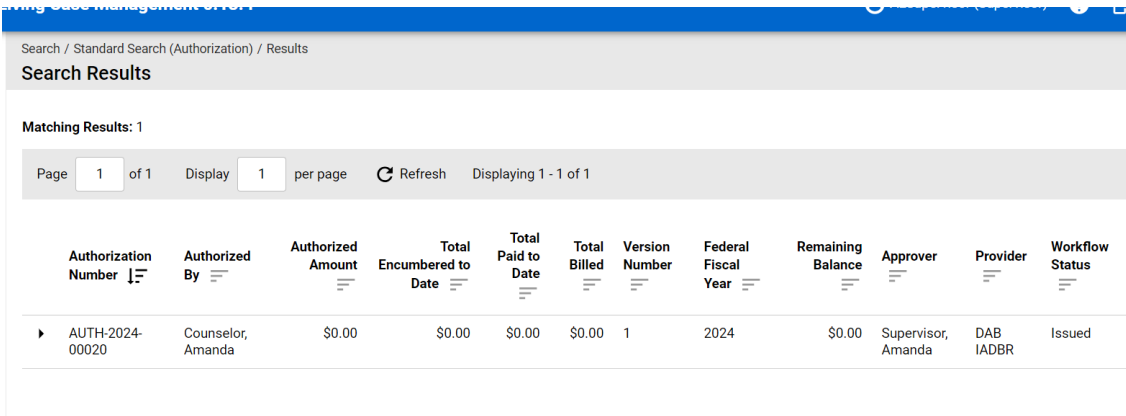 Search / Standard Search (Authorization) / Results
Search Results
Matching Results: 1
Page 1 of 1 Display 1 per page Refresh Displaying 1 - 1 of 1
Authorization Number
Authorized By
Authorized Amount
Total Encumbered to Date
Total Paid to Date
Total Billed
Version Number
Federal Fiscal Year
Remaining Balance
Approver
Provider
Workflow Status
AUTH-2024-00020
Counselor, Amanda
$0.00
$0.00
$0.00
$0.00
1
2024
$0.00
Supervisor, Amanda
DAB IADBR
Issued